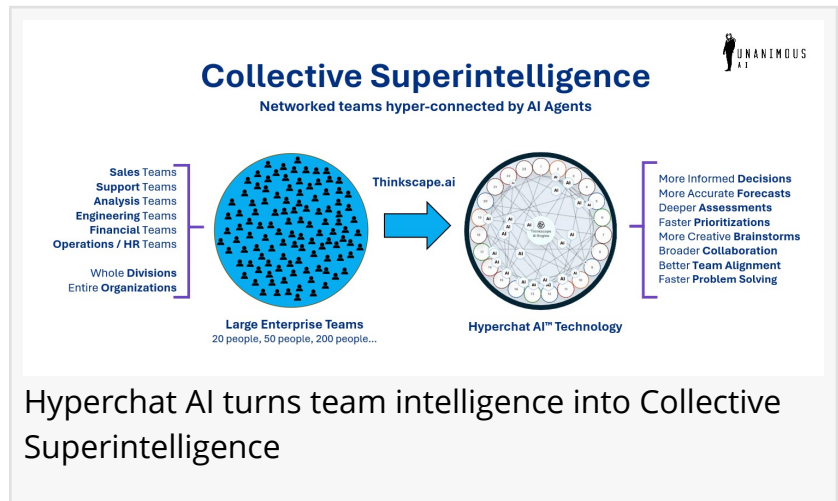 UNANIMOUS
AI
Collective Superintelligence
Networked teams hyper-connected by AI Agents
Sales Teams
Support Teams
Analysis Teams
Engineering Teams
Financial Teams
Operations / HR Teams
Whole Divisions
Entire Organizations
Large Enterprise Teams
20 people, 50 people, 200 people...
Thinkscape.ai
Hyperchat AI™ Technology
More Informed Decisions
More Accurate Forecasts
Deeper Assessments
Faster Prioritizations
More Creative Brainstorms
Broader Collaboration
Better Team Alignment
Faster Problem Solving
Hyperchat AI turns team intelligence into Collective
Superintelligence